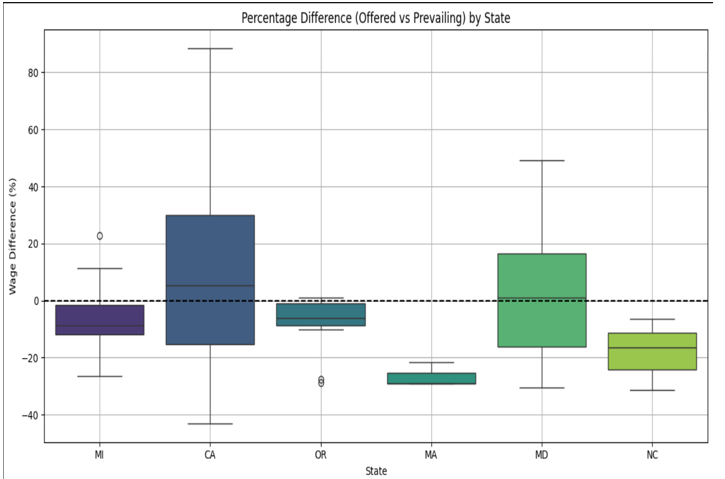 Percentage Difference (Offered vs Prevailing) by State
Wage Difference (%)
80
60
40
20
0
−20
−40
MI CA OR MA MD NC
State